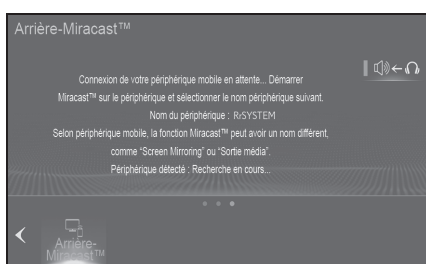 Arrière-Miracast™
Connexion de votre périphérique mobile en attente... Démarrer
Miracast™ sur le périphérique et sélectionner le nom périphérique suivant.
Nom du périphérique : RrSYSTEM
Selon périphérique mobile, la fonction Miracast™ peut avoir un nom différent,
comme “Screen Mirroring” ou “Sortie média”.
Périphérique détectè : Recherche en cours...
Arrière-
Miracast™